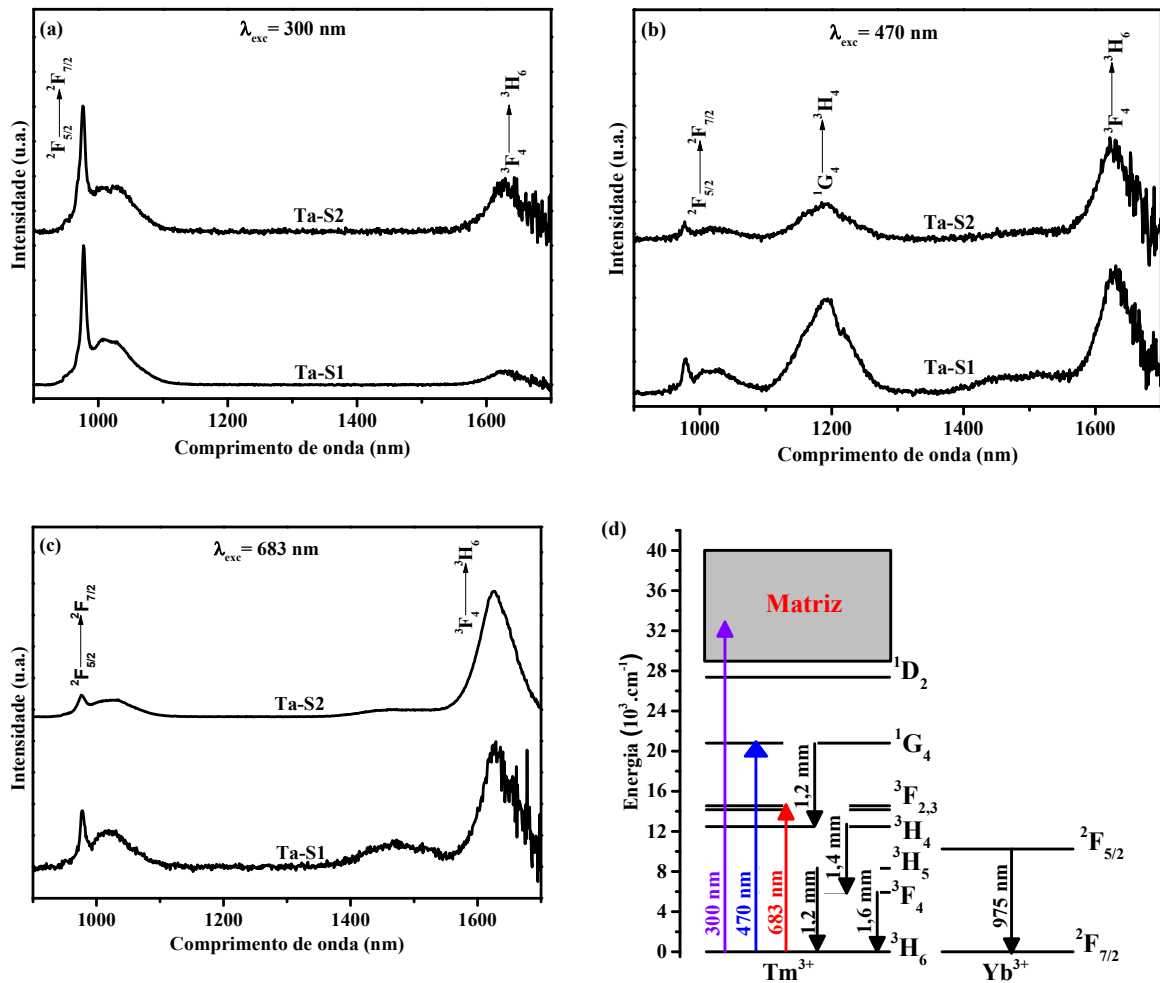 (a)
λexc = 300 nm
²F5/2 → ²F7/2
³F4 → ³H6
Ta-S2
Ta-S1
Intensidade (u.a.)
1000 1200 1400 1600
Comprimento de onda (nm)
(b)
λexc = 470 nm
²F5/2 → ²F7/2
¹G4 → ³H4
³F4 → ³H6
Ta-S2
Ta-S1
Intensidade (u.a.)
1000 1200 1400 1600
Comprimento de onda (nm)
(c)
λexc = 683 nm
²F5/2 → ²F7/2
³F4 → ³H6
Ta-S2
Ta-S1
Intensidade (u.a.)
1000 1200 1400 1600
Comprimento de onda (nm)
(d)
Energia (10³.cm⁻¹)
40
36
32
28
24
20
16
12
8
4
0
Matriz
¹D2
¹G4
³F2,3
³H4
³H5
³F4
³H6
300 nm
470 nm
683 nm
1,2 mm
1,2 mm
1,4 mm
1,6 mm
975 nm
²F5/2
²F7/2
Tm³⁺
Yb³⁺